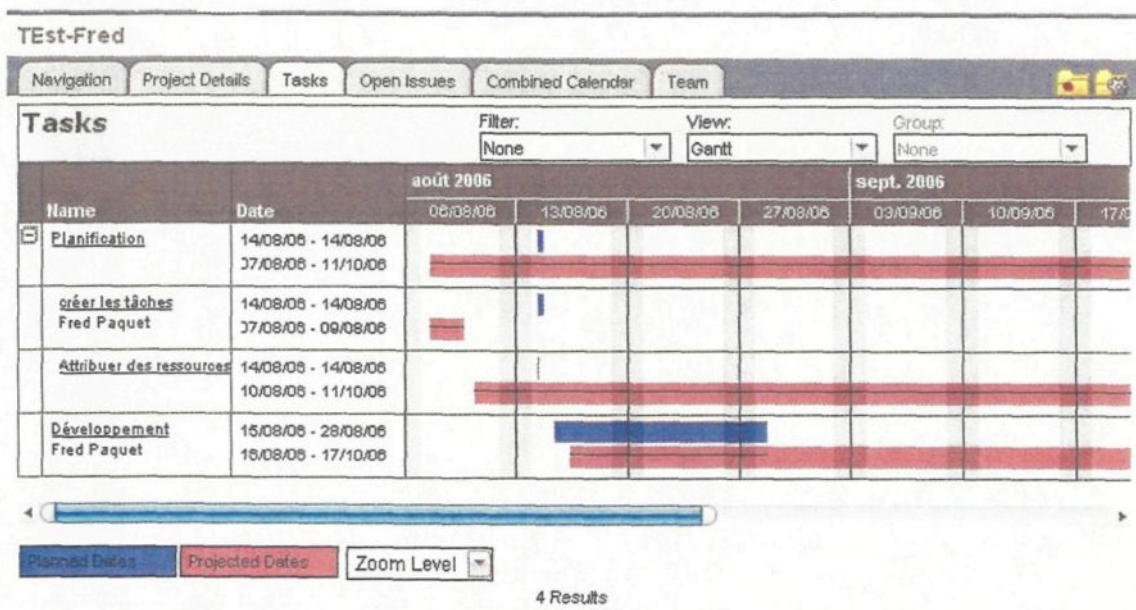 TEst-Fred
Navigation Project Details Tasks Open Issues Combined Calendar Team
Tasks
Filter: View: Group:
None Gantt None
août 2006 sept. 2006
Name Date 06/08/06 13/08/06 20/08/06 27/08/06 03/09/06 10/09/06 17/0
Planification 14/08/06 - 14/08/06
07/08/06 - 11/10/06
créer les tâches 14/08/06 - 14/08/06
Fred Paquet 07/08/06 - 09/08/06
Attribuer des ressources 14/08/06 - 14/08/06
10/08/06 - 11/10/06
Développement 15/08/06 - 28/08/06
Fred Paquet 16/08/06 - 17/10/06
Planned Dates Projected Dates Zoom Level
4 Results